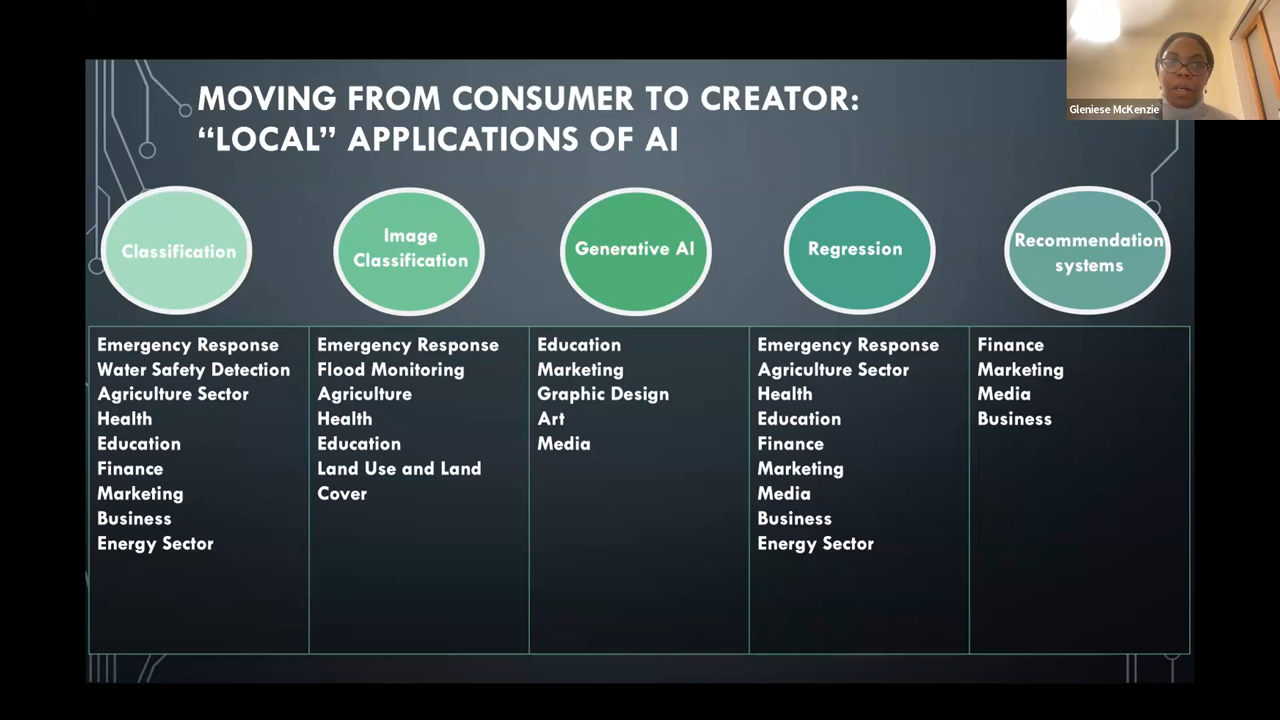 MOVING FROM CONSUMER TO CREATOR:
“LOCAL” APPLICATIONS OF AI
Gleniese McKenzie
Classification
Image
Classification
Generative AI
Regression
Recommendation
systems
Emergency Response
Water Safety Detection
Agriculture Sector
Health
Education
Finance
Marketing
Business
Energy Sector
Emergency Response
Flood Monitoring
Agriculture
Health
Education
Land Use and Land
Cover
Education
Marketing
Graphic Design
Art
Media
Emergency Response
Agriculture Sector
Health
Education
Finance
Marketing
Media
Business
Energy Sector
Finance
Marketing
Media
Business